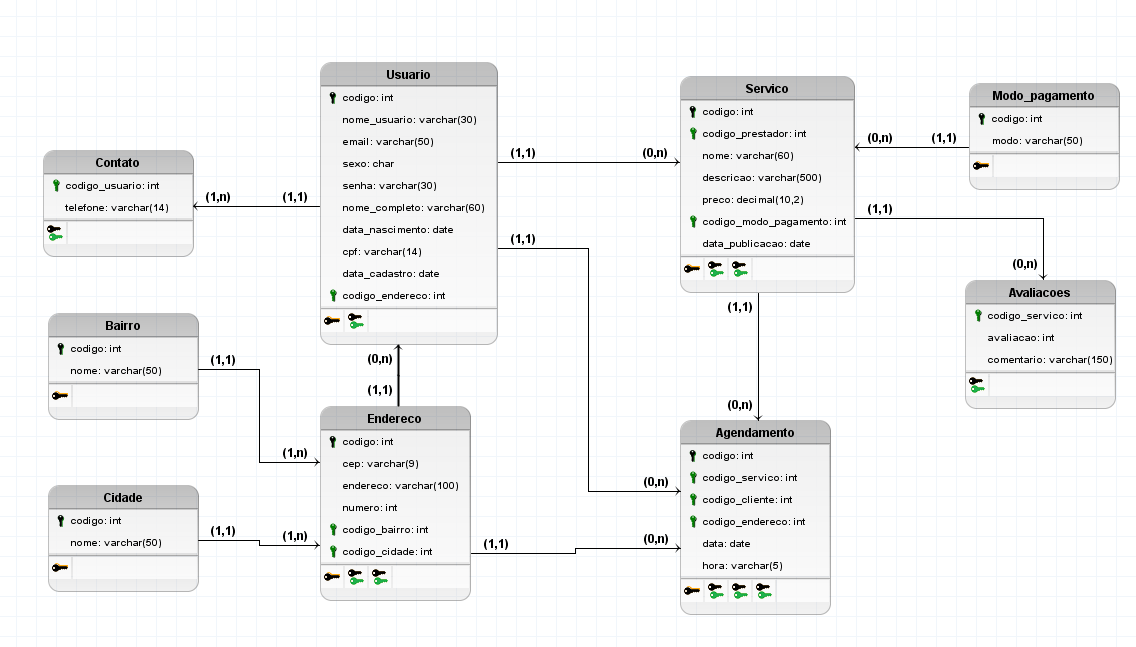 Usuario
codigo: int
nome_usuario: varchar(30)
email: varchar(50)
sexo: char
senha: varchar(30)
nome_completo: varchar(60)
data_nascimento: date
cpf: varchar(14)
data_cadastro: date
codigo_endereco: int
Servico
codigo: int
codigo_prestador: int
nome: varchar(60)
descricao: varchar(500)
preco: decimal(10,2)
codigo_modo_pagamento: int
data_publicacao: date
Modo_pagamento
codigo: int
modo: varchar(50)
Contato
codigo_usuario: int
telefone: varchar(14)
(1,n)
(1,1)
(1,1)
(0,n)
(0,n)
(1,1)
(1,1)
(1,1)
(0,n)
Avaliacoes
codigo_servico: int
avaliacao: int
comentario: varchar(150)
Bairro
codigo: int
nome: varchar(50)
(1,1)
(1,n)
(0,n)
(1,1)
(1,1)
(0,n)
Endereco
codigo: int
cep: varchar(9)
endereco: varchar(100)
numero: int
codigo_bairro: int
codigo_cidade: int
Agendamento
codigo: int
codigo_servico: int
codigo_cliente: int
codigo_endereco: int
data: date
hora: varchar(5)
(0,n)
Cidade
codigo: int
nome: varchar(50)
(1,1)
(1,n)
(1,1)
(0,n)